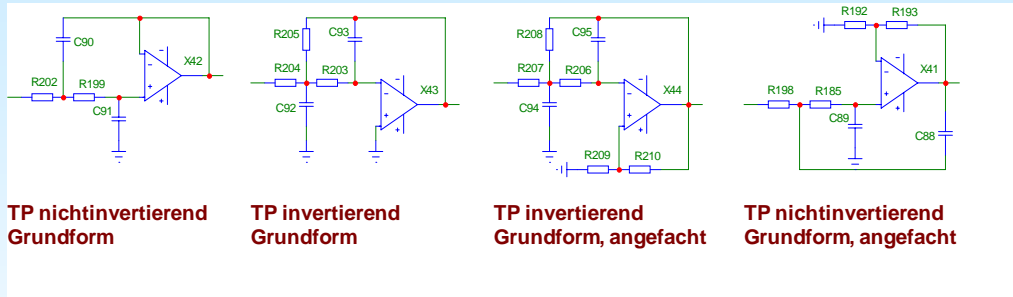 C90
X42
R202
R199
C91
TP nichtinvertierend
Grundform
R205
C93
R204
R203
C92
X43
TP invertierend
Grundform
R208
C95
R207
R206
C94
X44
R209
R210
TP invertierend
Grundform, angefacht
R192
R193
X41
R198
R185
C89
C88
TP nichtinvertierend
Grundform, angefacht